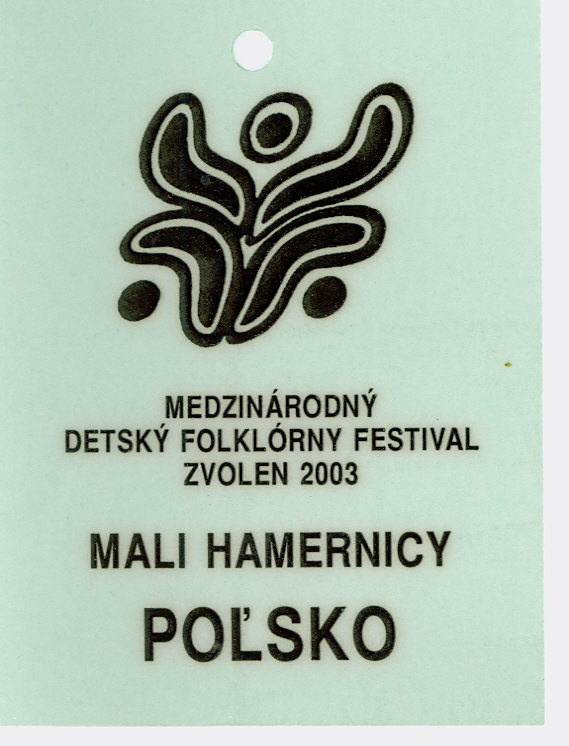 MEDZINÁRODNÝ
DETSKÝ FOLKLÓRNY FESTIVAL
ZVOLEN 2003
MALI HAMERNICY
POĽSKO